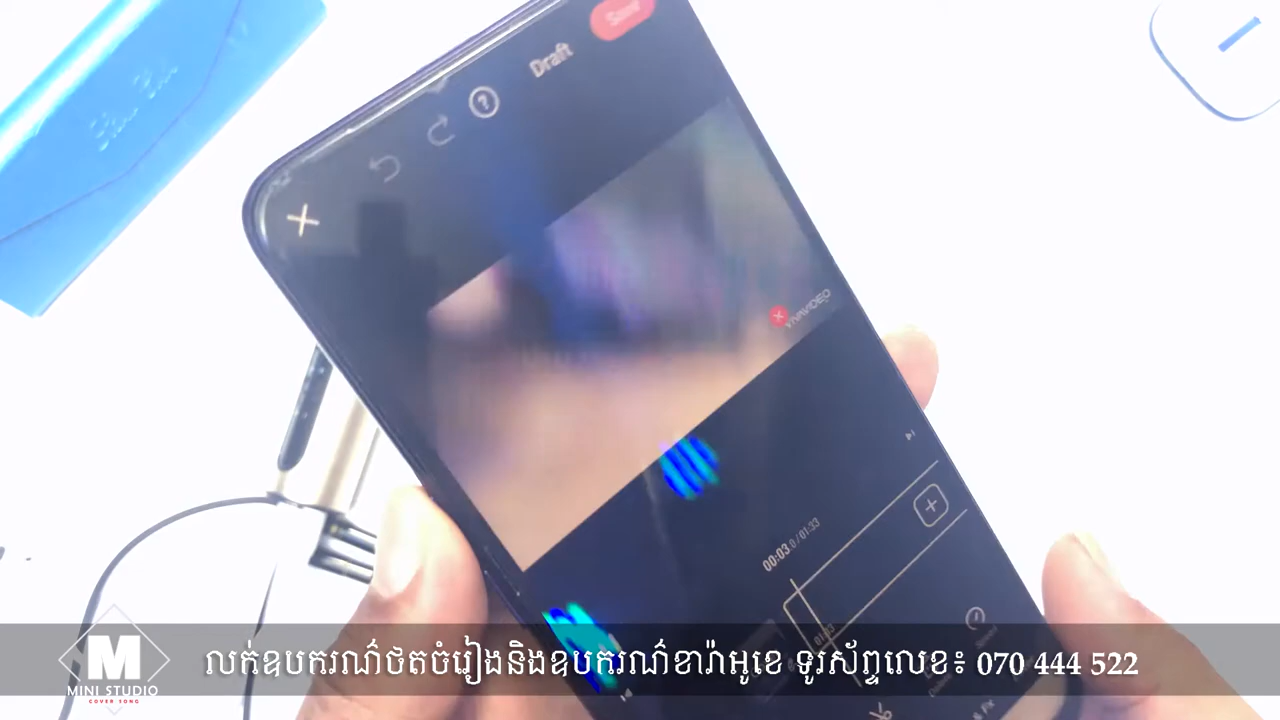 Save
Draft
VIVAVIDEO
00:03.0/01:33
01:33
លក់ឧបករណ៍ថតចំរៀងនិងឧបករណ៍ខារ៉ាអូខេ ទូរស័ព្ទលេខ៖ 070 444 522
M
MINI STUDIO
COVER SONG